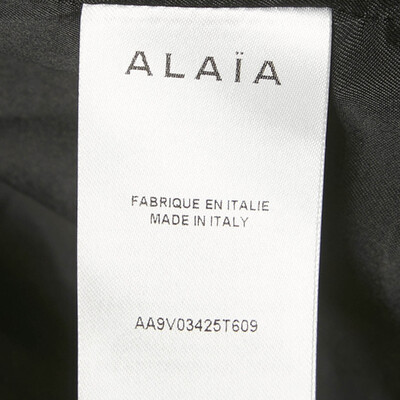 ALAÏA
FABRIQUE EN ITALIE
MADE IN ITALY
AA9V03425T609